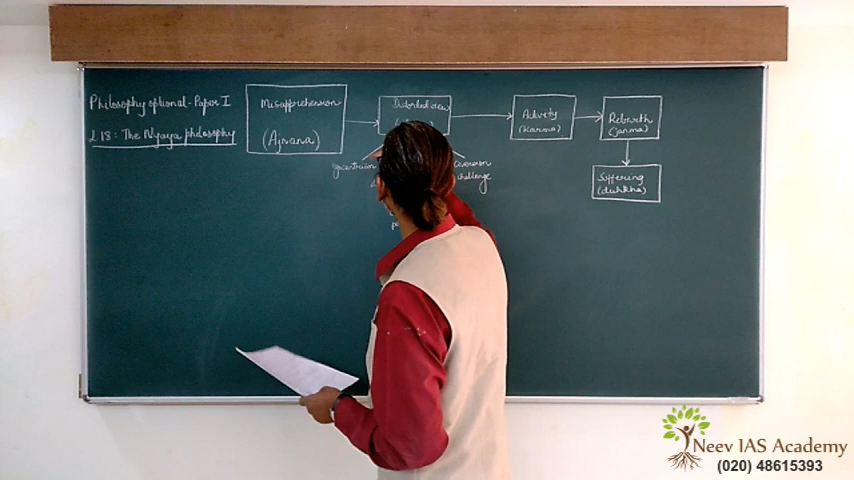 Philosophy optional - Paper I
L 18: The Nyaya philosophy
Misapprehension
(Ajnana)
Distorted view
Activity
(karma)
Rebirth
(janma)
Suffering
(duhkha)
challenge
Neev IAS Academy
(020) 48615393